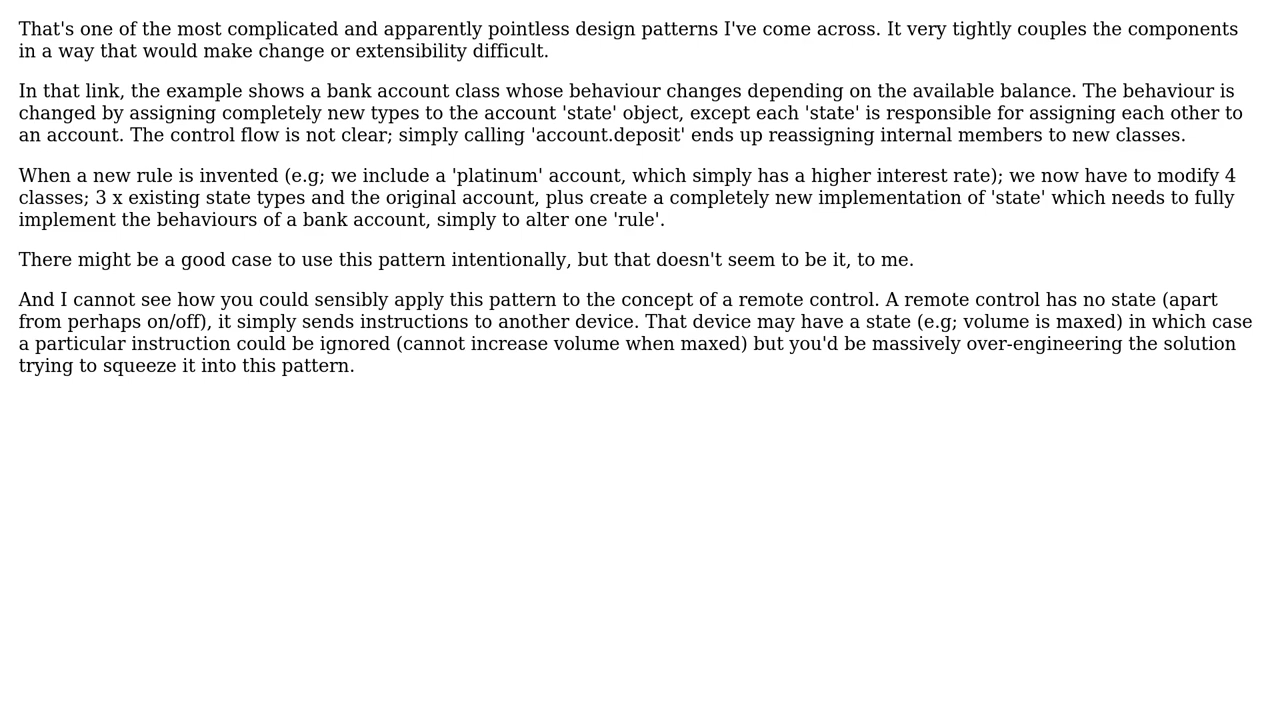 That's one of the most complicated and apparently pointless design patterns I've come across. It very tightly couples the components
in a way that would make change or extensibility difficult.
In that link, the example shows a bank account class whose behaviour changes depending on the available balance. The behaviour is
changed by assigning completely new types to the account 'state' object, except each 'state' is responsible for assigning each other to
an account. The control flow is not clear; simply calling 'account.deposit' ends up reassigning internal members to new classes.
When a new rule is invented (e.g; we include a 'platinum' account, which simply has a higher interest rate); we now have to modify 4
classes; 3 x existing state types and the original account, plus create a completely new implementation of 'state' which needs to fully
implement the behaviours of a bank account, simply to alter one 'rule'.
There might be a good case to use this pattern intentionally, but that doesn't seem to be it, to me.
And I cannot see how you could sensibly apply this pattern to the concept of a remote control. A remote control has no state (apart
from perhaps on/off), it simply sends instructions to another device. That device may have a state (e.g; volume is maxed) in which case
a particular instruction could be ignored (cannot increase volume when maxed) but you'd be massively over-engineering the solution
trying to squeeze it into this pattern.